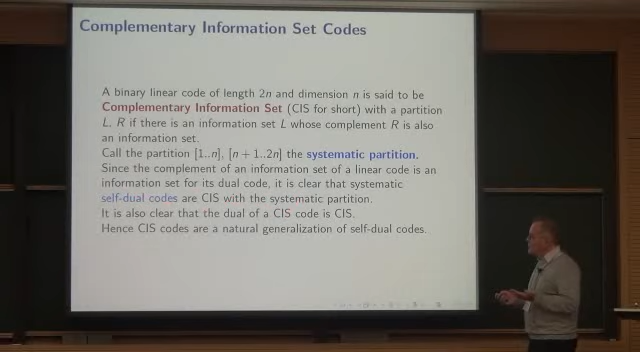 Complementary Information Set Codes
A binary linear code of length 2n and dimension n is said to be
Complementary Information Set (CIS for short) with a partition
L, R if there is an information set L whose complement R is also
an information set.
Call the partition [1..n], [n + 1..2n] the systematic partition.
Since the complement of an information set of a linear code is an
information set for its dual code, it is clear that systematic
self-dual codes are CIS with the systematic partition.
It is also clear that the dual of a CIS code is CIS.
Hence CIS codes are a natural generalization of self-dual codes.